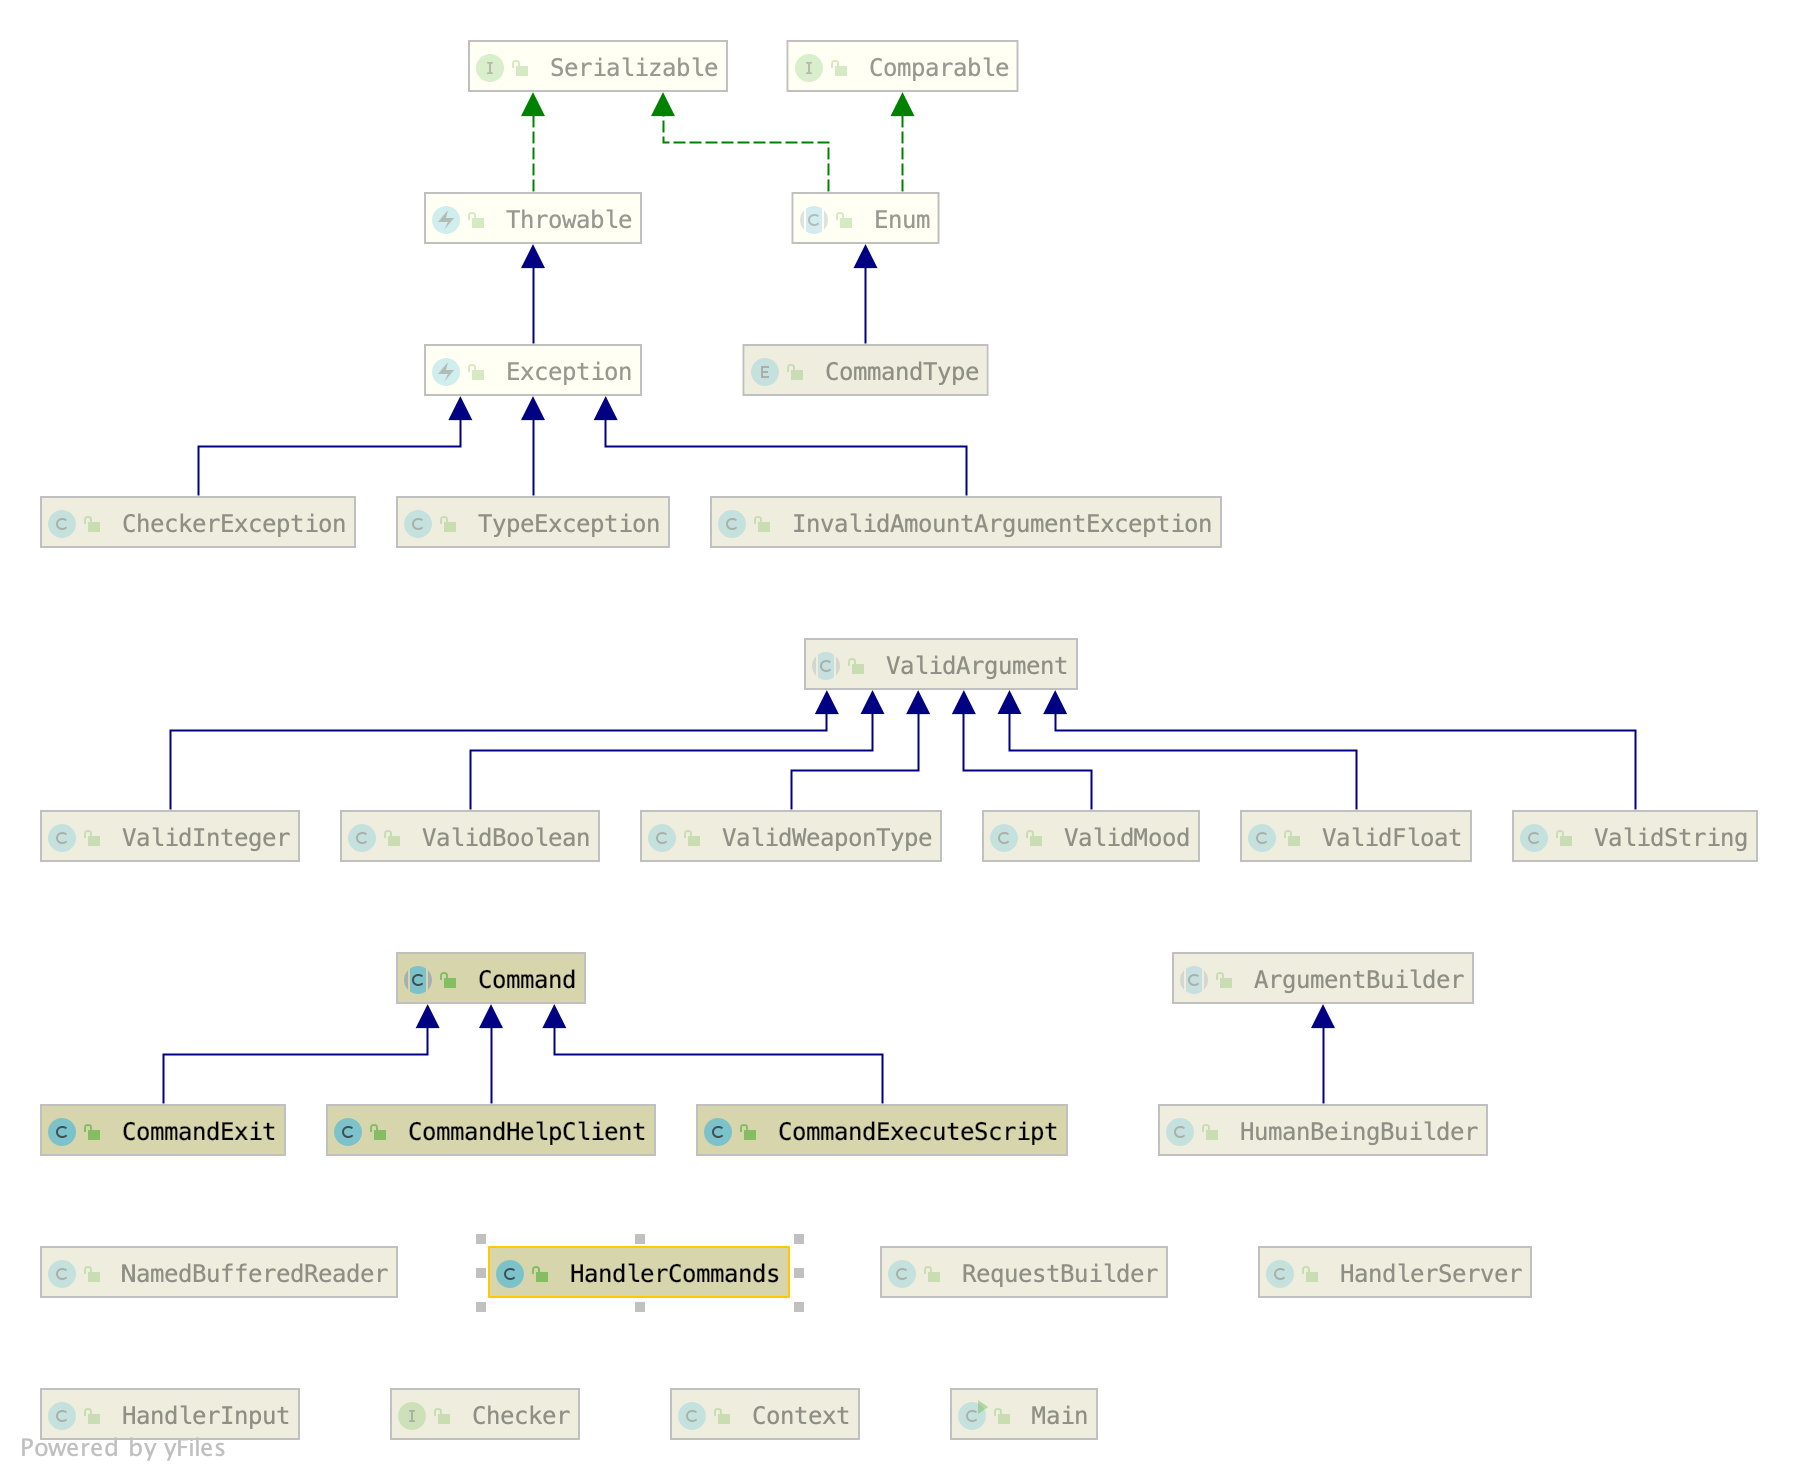 Serializable Comparable
Throwable Enum
Exception CommandType
CheckerException TypeException InvalidAmountArgumentException
ValidArgument
ValidInteger ValidBoolean ValidWeaponType ValidMood ValidFloat ValidString
Command ArgumentBuilder
CommandExit CommandHelpClient CommandExecuteScript HumanBeingBuilder
NamedBufferedReader HandlerCommands RequestBuilder HandlerServer
HandlerInput Checker Context Main
Powered by yFiles